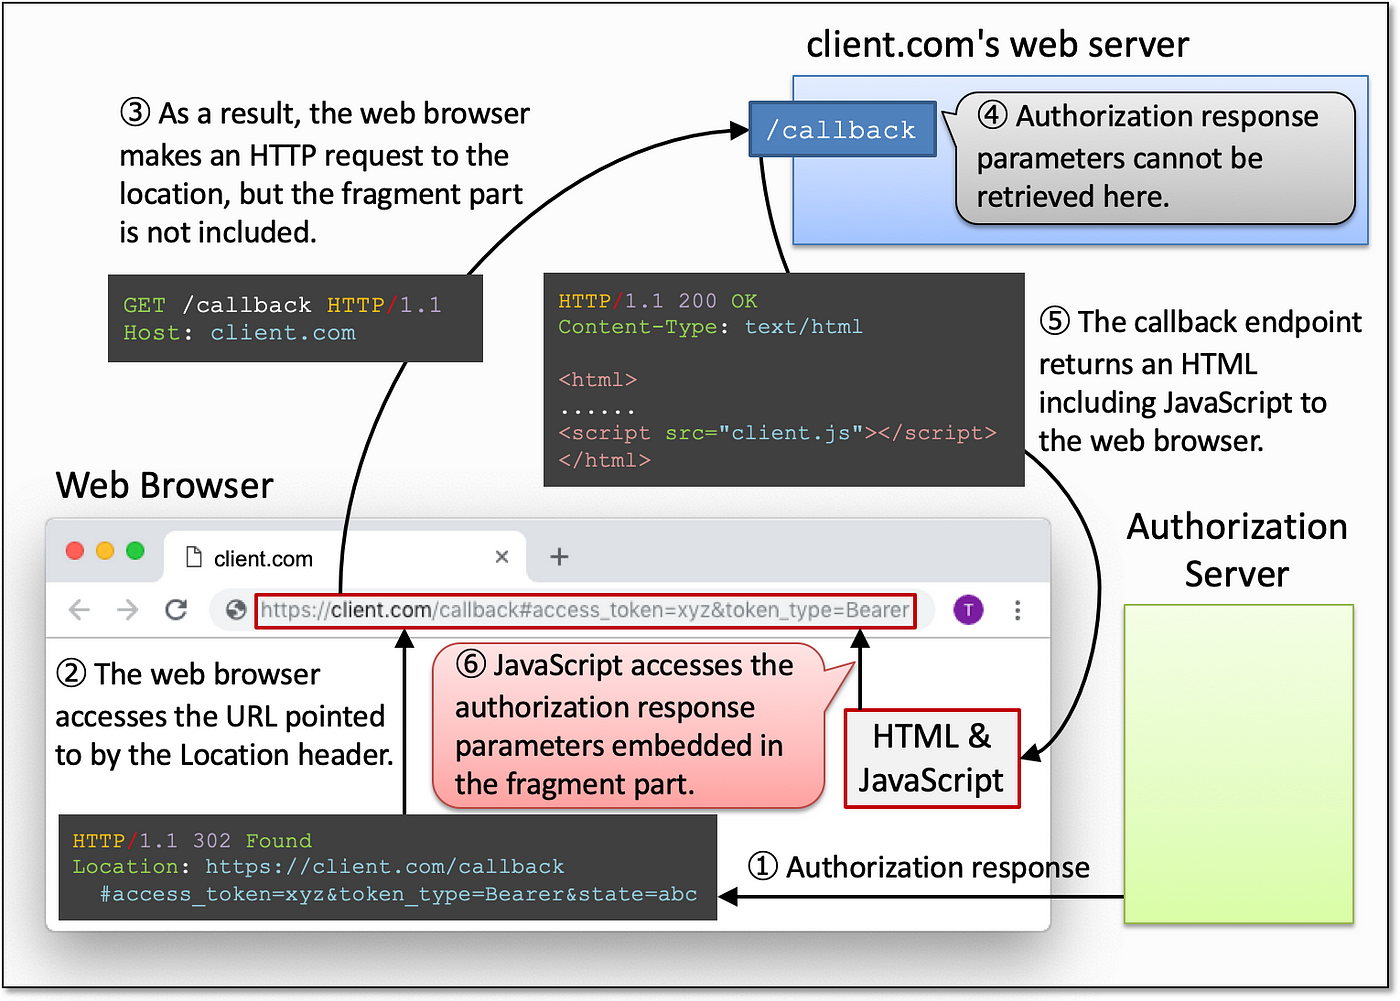 client.com's web server
③ As a result, the web browser
makes an HTTP request to the
location, but the fragment part
is not included.
/callback
④ Authorization response
parameters cannot be
retrieved here.
GET /callback HTTP/1.1
Host: client.com
HTTP/1.1 200 OK
Content-Type: text/html
<html>
......
<script src="client.js"></script>
</html>
⑤ The callback endpoint
returns an HTML
including JavaScript to
the web browser.
Web Browser
client.com
https://client.com/callback#access_token=xyz&token_type=Bearer
T
Authorization
Server
② The web browser
accesses the URL pointed
to by the Location header.
⑥ JavaScript accesses the
authorization response
parameters embedded in
the fragment part.
HTML &
JavaScript
HTTP/1.1 302 Found
Location: https://client.com/callback
#access_token=xyz&token_type=Bearer&state=abc
① Authorization response